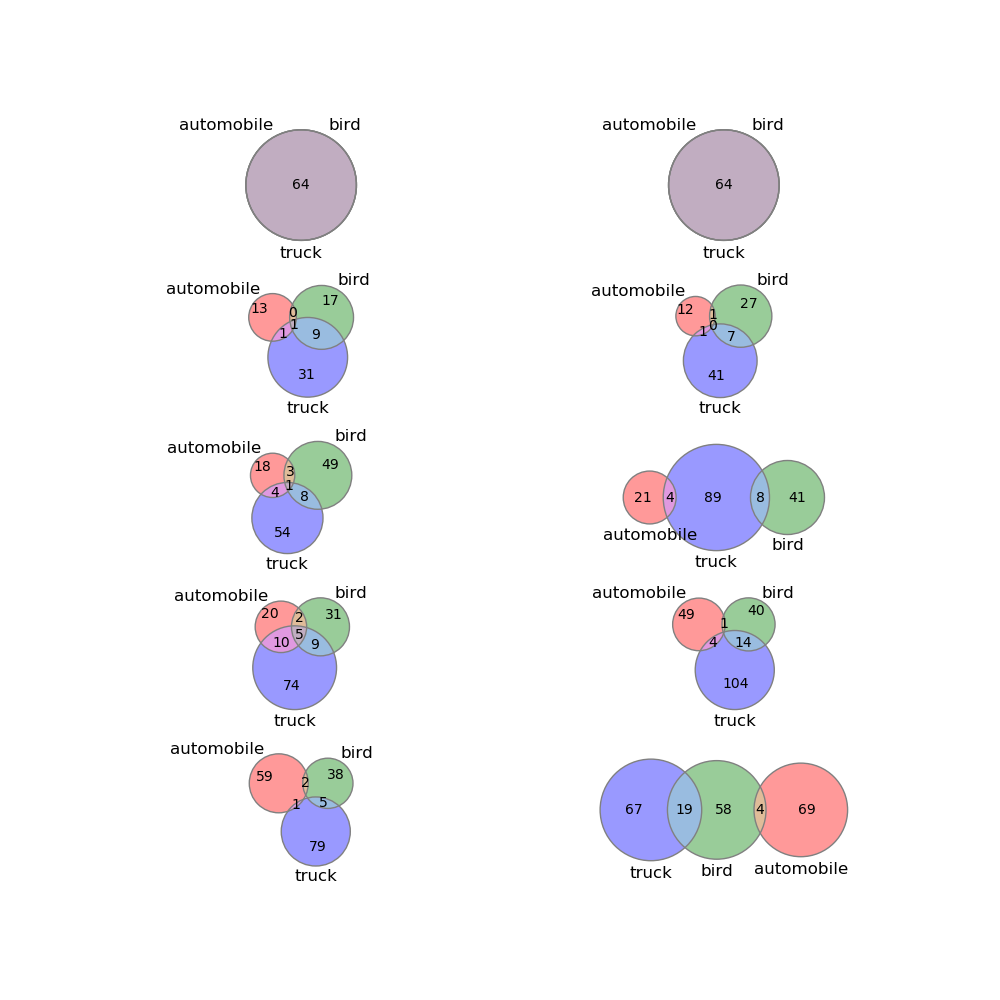 automobile bird
64
truck
automobile bird
64
truck
automobile bird
13 0 17
1 1 9
31
truck
automobile bird
12 1 27
1 0 7
41
truck
automobile bird
18 3 49
4 1 8
54
truck
21 4 89 8 41
automobile truck bird
automobile bird
20 2 31
10 5 9
74
truck
automobile bird
49 1 40
4 14
104
truck
automobile bird
59 2 38
1 5
79
truck
67 19 58 4 69
truck bird automobile